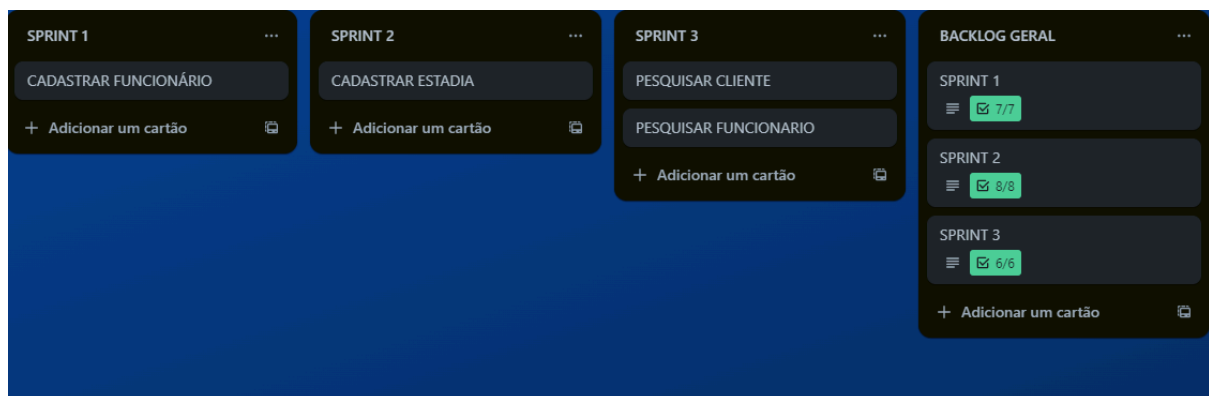 SPRINT 1
CADASTRAR FUNCIONÁRIO
+ Adicionar um cartão
SPRINT 2
CADASTRAR ESTADIA
+ Adicionar um cartão
SPRINT 3
PESQUISAR CLIENTE
PESQUISAR FUNCIONARIO
+ Adicionar um cartão
BACKLOG GERAL
SPRINT 1
7/7
SPRINT 2
8/8
SPRINT 3
6/6
+ Adicionar um cartão